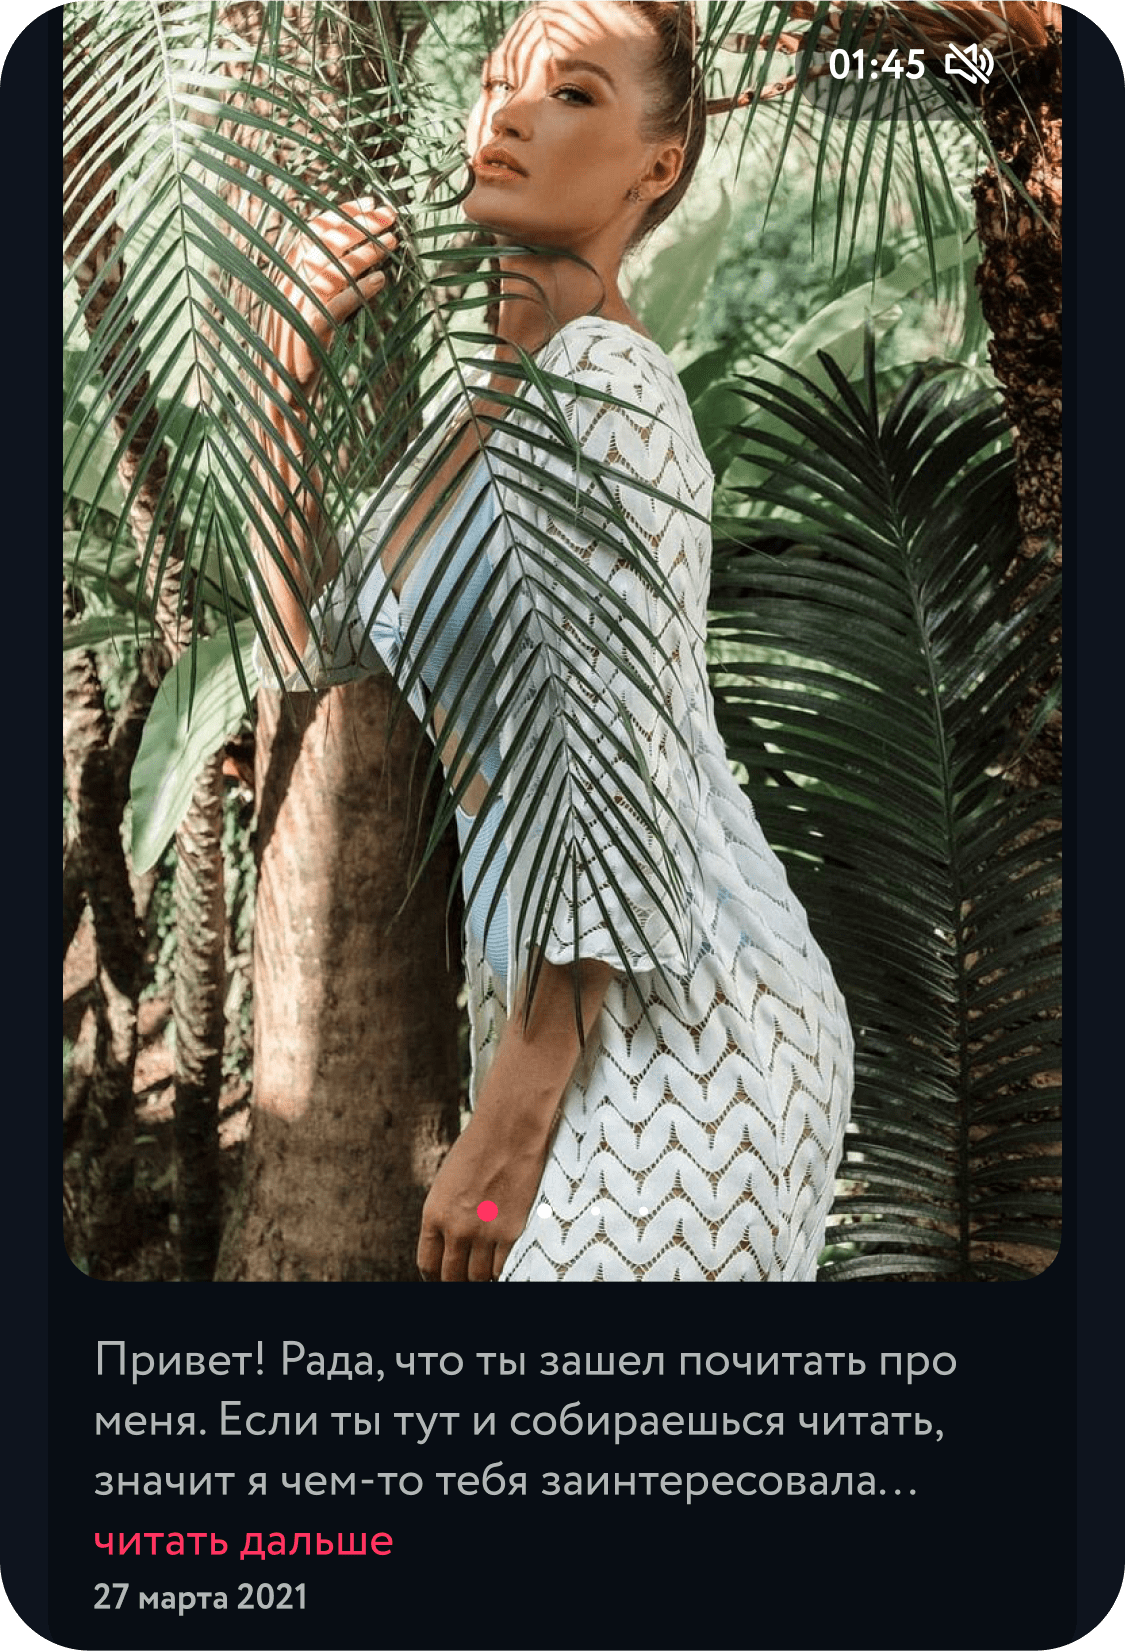 01:45
Привет! Рада, что ты зашел почитать про
меня. Если ты тут и собираешься читать,
значит я чем-то тебя заинтересовала...
читать дальше
27 марта 2021